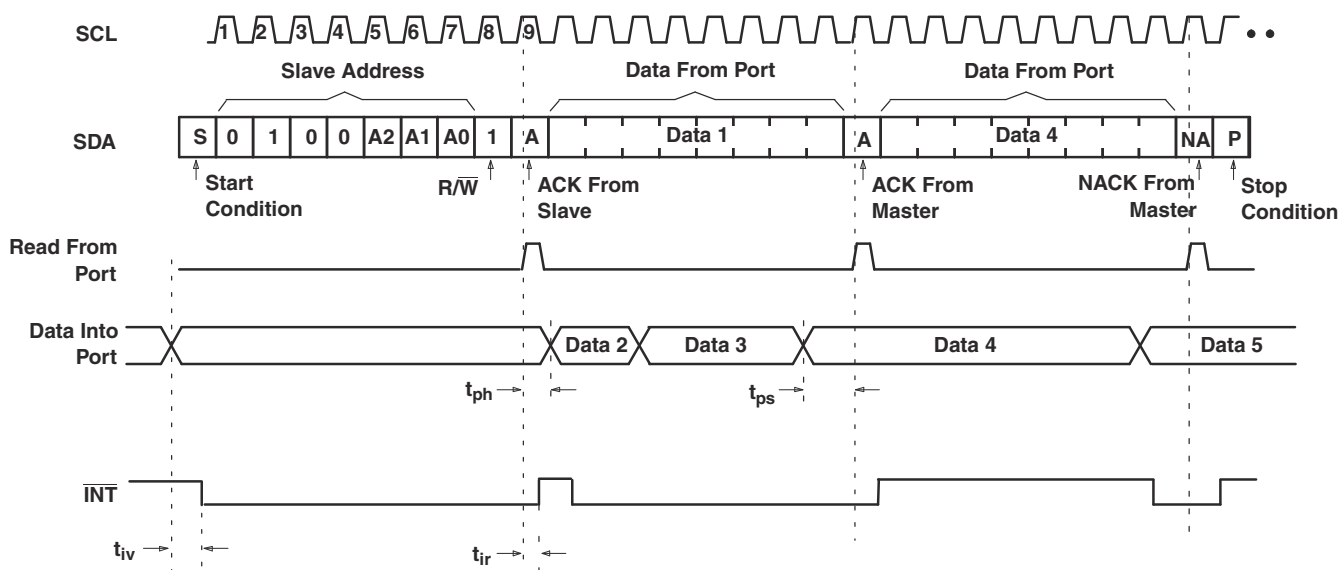 SCL 1 2 3 4 5 6 7 8 9
Slave Address Data From Port Data From Port
SDA S 0 1 0 0 A2 A1 A0 1 A Data 1 A Data 4 NA P
Start Condition
R/W̅
ACK From Slave
ACK From Master
NACK From Master
Stop Condition
Read From Port
Data Into Port
Data 2 Data 3 Data 4 Data 5
tph
tps
I̅N̅T̅
tiv
tir